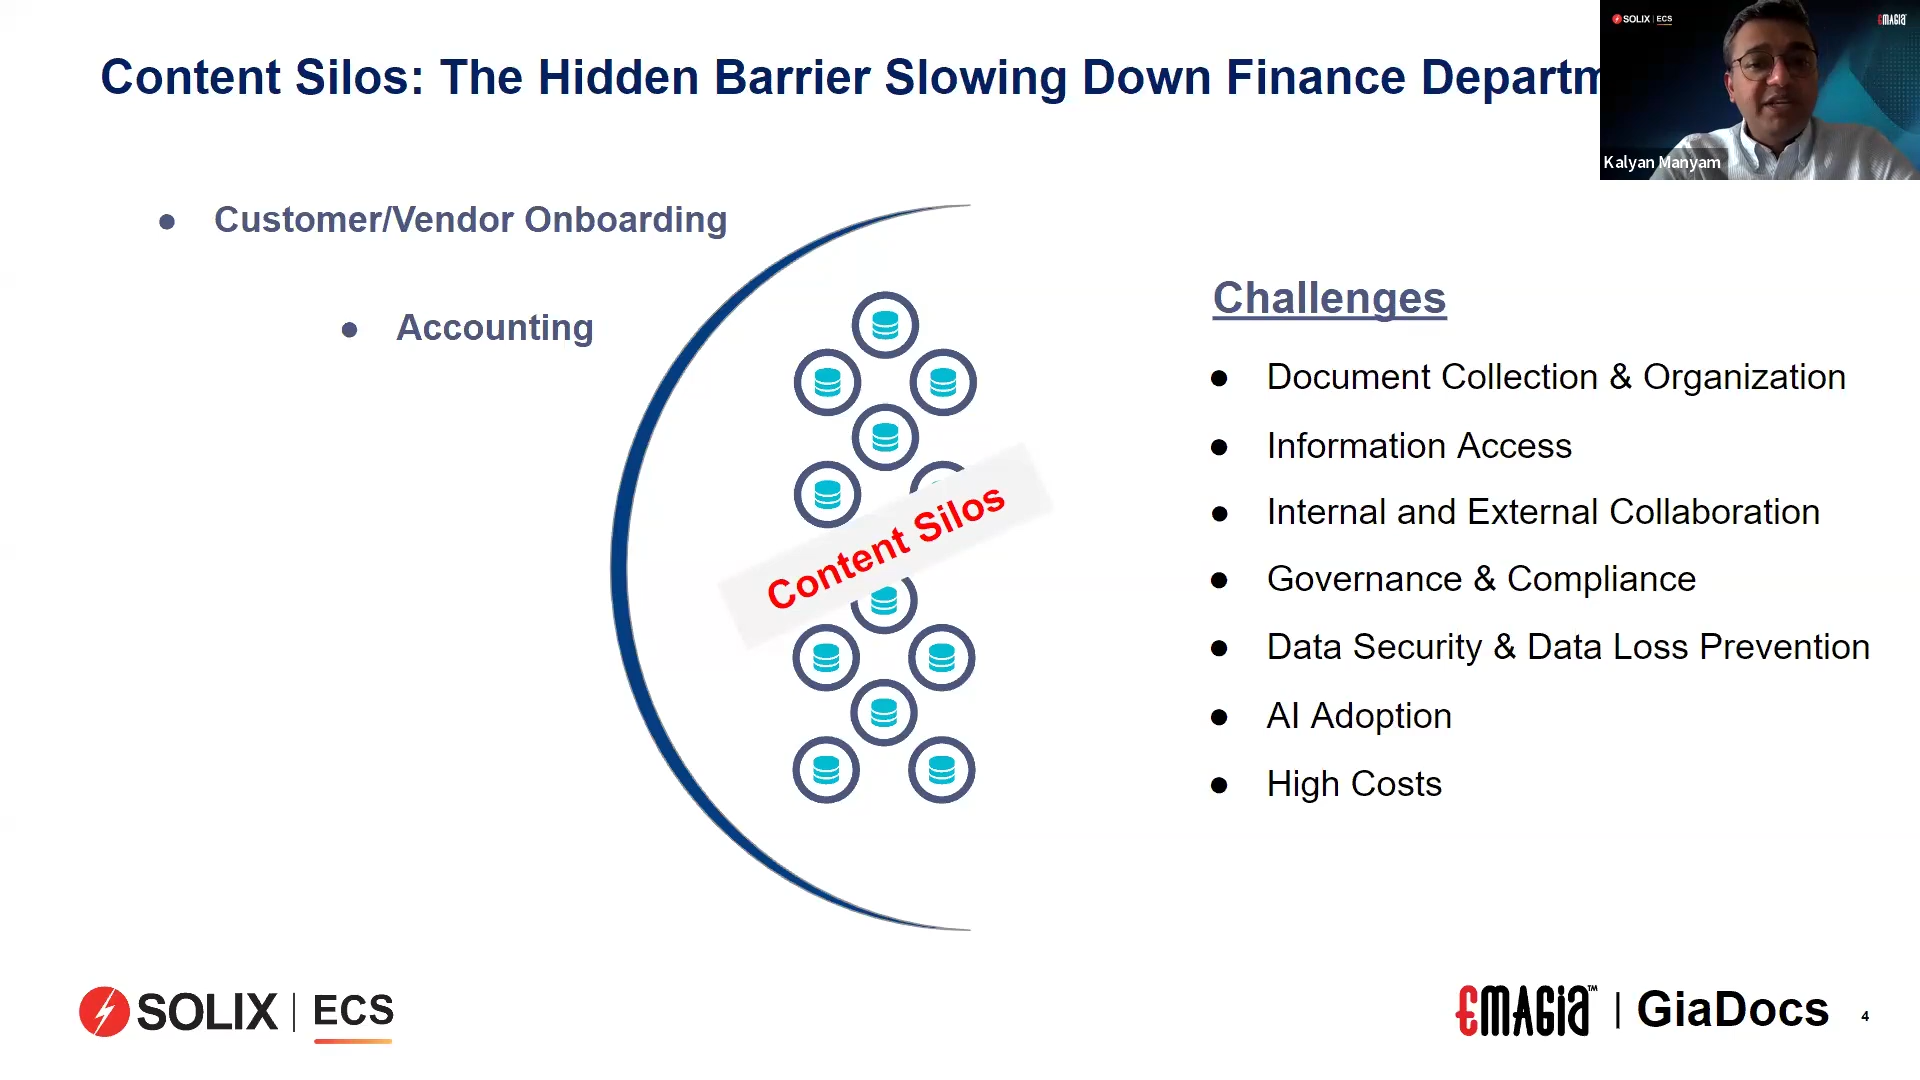 Content Silos: The Hidden Barrier Slowing Down Finance Departm
SOLIX | ECS
EMAGIA
Kalyan Manyam
● Customer/Vendor Onboarding
● Accounting
Content Silos
Challenges
● Document Collection & Organization
● Information Access
● Internal and External Collaboration
● Governance & Compliance
● Data Security & Data Loss Prevention
● AI Adoption
● High Costs
SOLIX | ECS
EMAGIA™ | GiaDocs
4